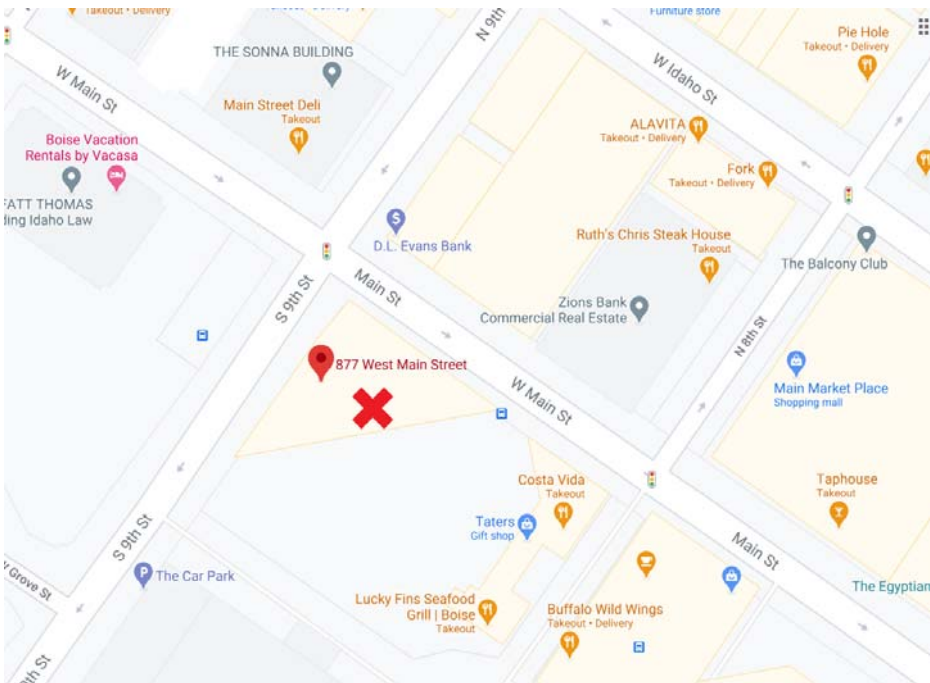 Takeout • Delivery
Furniture store
N 9th
Pie Hole
Takeout • Delivery
THE SONNA BUILDING
W Main St
W Idaho St
Main Street Deli
Takeout
ALAVITA
Takeout • Delivery
Boise Vacation
Rentals by Vacasa
Fork
Takeout • Delivery
FATT THOMAS
ding Idaho Law
D.L. Evans Bank
Ruth's Chris Steak House
Takeout
The Balcony Club
S 9th St
Main St
Zions Bank
Commercial Real Estate
N 8th St
877 West Main Street
W Main St
Main Market Place
Shopping mall
Costa Vida
Takeout
Taphouse
Takeout
Taters
Gift shop
S 9th St
Main St
The Car Park
Grove St
The Egyptian
Lucky Fins Seafood
Grill | Boise
Takeout
Buffalo Wild Wings
Takeout • Delivery
9th St